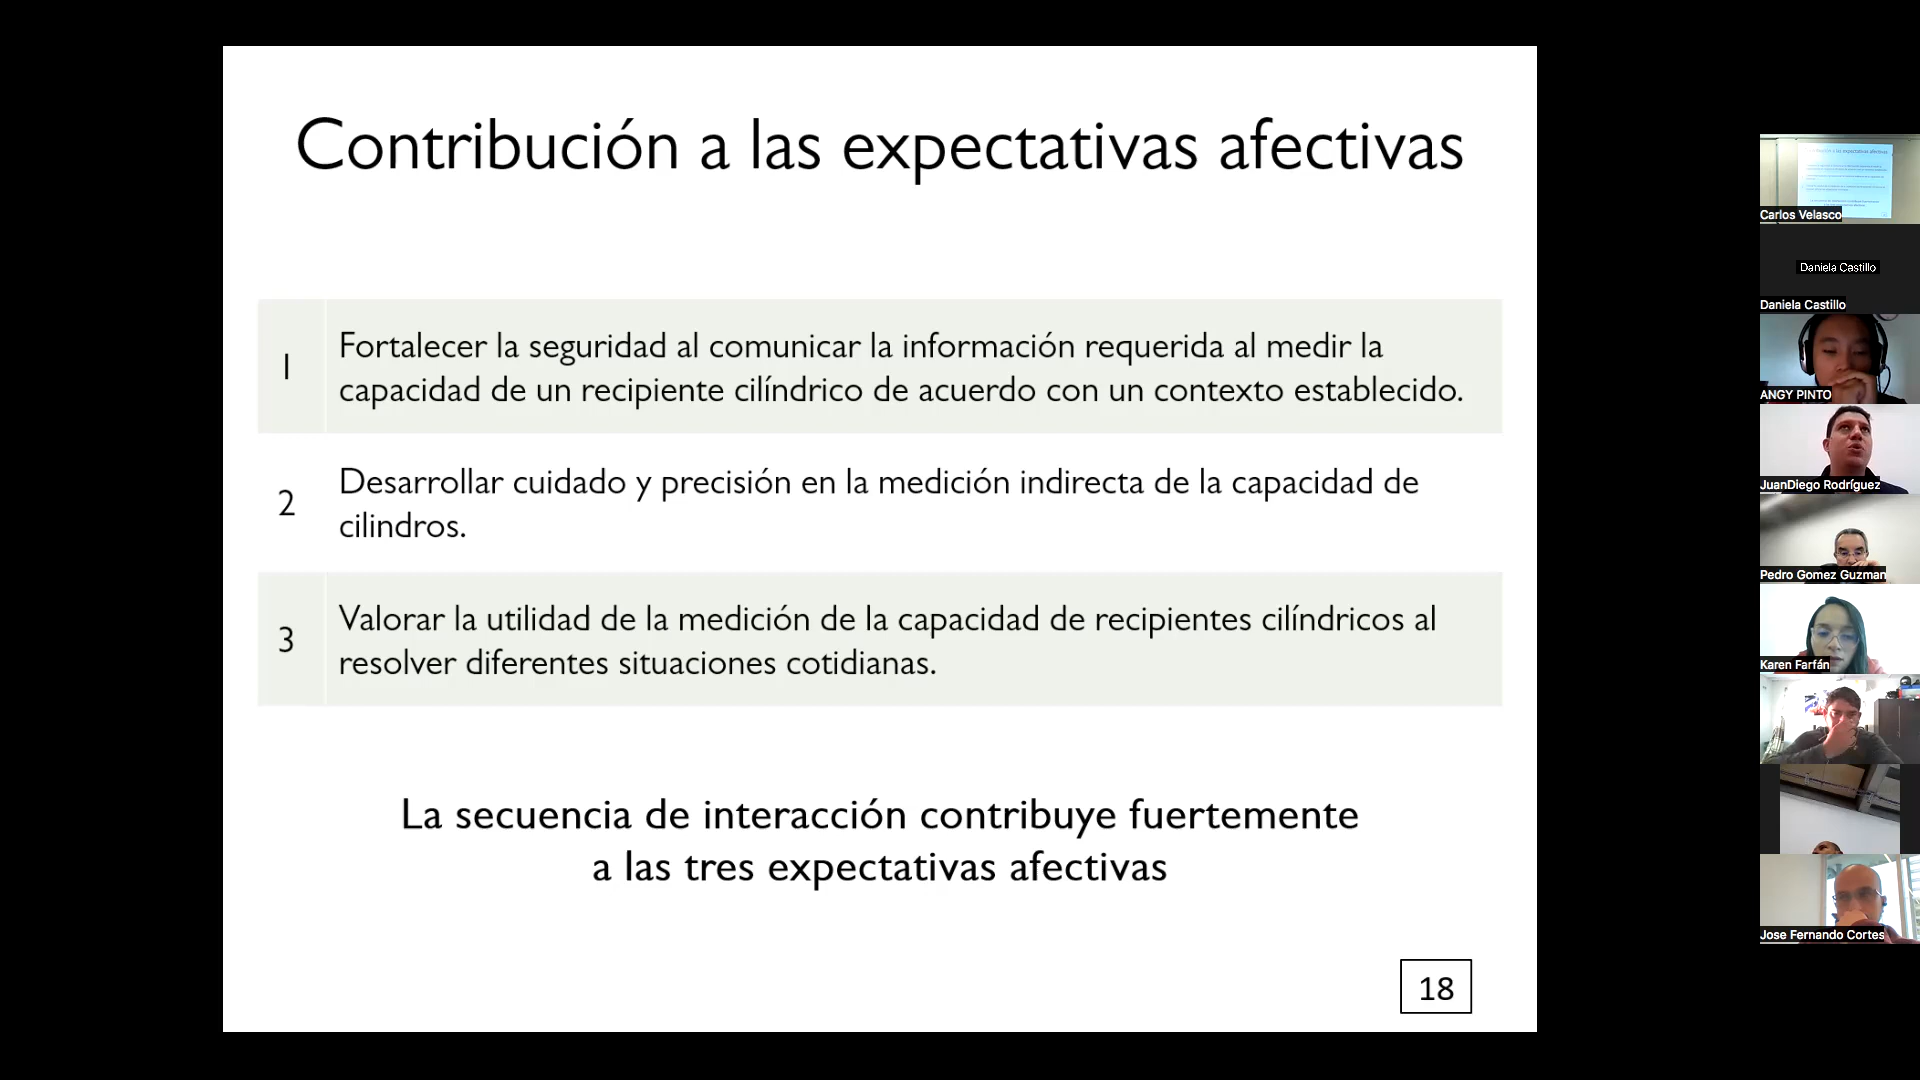 Contribución a las expectativas afectivas
1
Fortalecer la seguridad al comunicar la información requerida al medir la
capacidad de un recipiente cilíndrico de acuerdo con un contexto establecido.
2
Desarrollar cuidado y precisión en la medición indirecta de la capacidad de
cilindros.
3
Valorar la utilidad de la medición de la capacidad de recipientes cilíndricos al
resolver diferentes situaciones cotidianas.
La secuencia de interacción contribuye fuertemente
a las tres expectativas afectivas
18
Carlos Velasco
Daniela Castillo
Daniela Castillo
ANGY PINTO
JuanDiego Rodríguez
Pedro Gomez Guzman
Karen Farfán
Jose Fernando Cortes